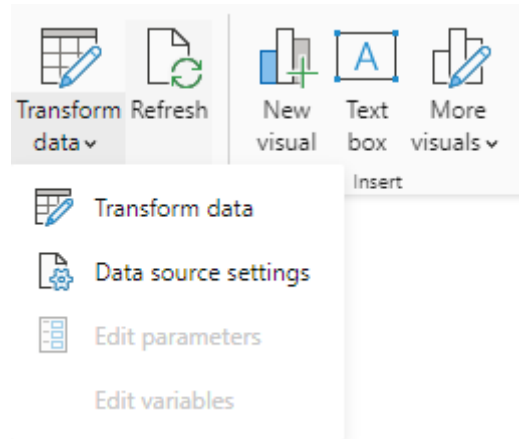 Transform Refresh New Text More
data visual box visuals
Insert
A
Transform data
Data source settings
Edit parameters
Edit variables